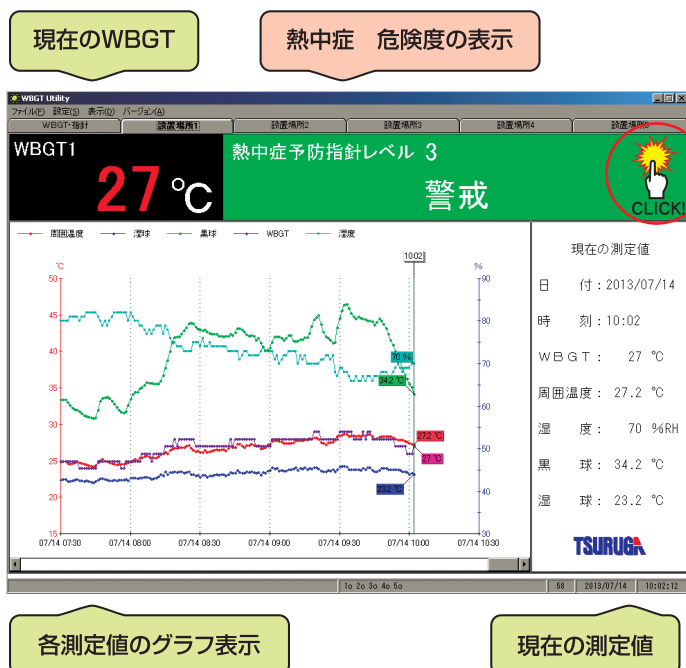 現在のWBGT
熱中症 危険度の表示
WBGT Utility
ファイル(F) 設定(S) 表示(D) バージョン(A)
WBGT・指針 設置場所1 設置場所2 設置場所3 設置場所4 設置場所5
WBGT1
27 ℃
熱中症予防指針レベル 3
警戒
CLICK!
周囲温度 湿球 黒球 WBGT 湿度
10:02
℃
%
50
45
40
35
30
25
20
15
90
80
70
60
50
40
30
70 %
34.2 ℃
27.2 ℃
27 ℃
23.2 ℃
07/14 07:30 07/14 08:00 07/14 08:30 07/14 09:00 07/14 09:30 07/14 10:00 07/14 10:30
現在の測定値
日 付:2013/07/14
時 刻:10:02
WBGT: 27 ℃
周囲温度: 27.2 ℃
湿 度: 70 %RH
黒 球: 34.2 ℃
湿 球: 23.2 ℃
TSURUGA
1o 2o 3o 4o 5o
58 2013/07/14 10:02:12
各測定値のグラフ表示
現在の測定値